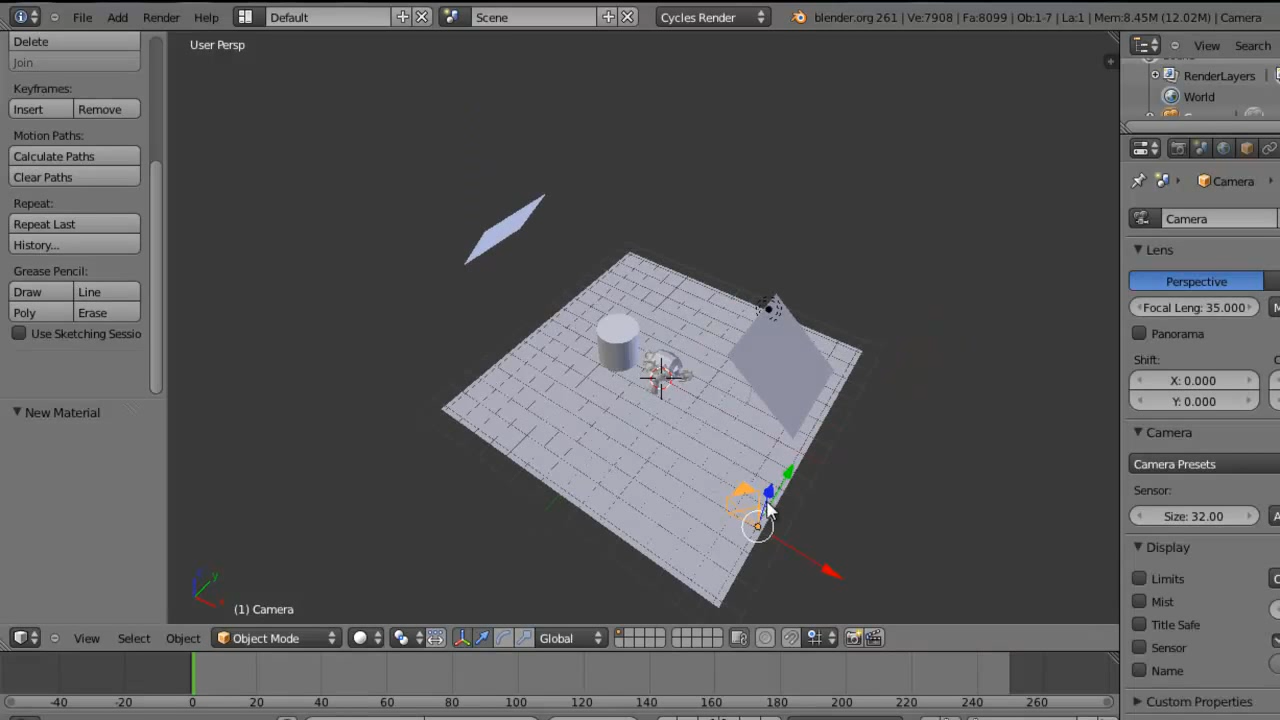 File Add Render Help Default Scene Cycles Render blender.org 261 | Ve:7908 | Fa:8099 | Ob:1-7 | La:1 | Mem:8.45M (12.02M) | Camera
Delete
Join
Keyframes:
Insert Remove
Motion Paths:
Calculate Paths
Clear Paths
Repeat:
Repeat Last
History...
Grease Pencil:
Draw Line
Poly Erase
Use Sketching Sessio
New Material
User Persp
(1) Camera
View Select Object Object Mode Global
-40 -20 0 20 40 60 80 100 120 140 160 180 200 220 240 260
View Search
RenderLayers
World
Camera
Camera
Lens
Perspective
Focal Len: 35.000
Panorama
Shift:
X: 0.000
Y: 0.000
Camera
Camera Presets
Sensor:
Size: 32.00
Display
Limits
Mist
Title Safe
Sensor
Name
Custom Properties